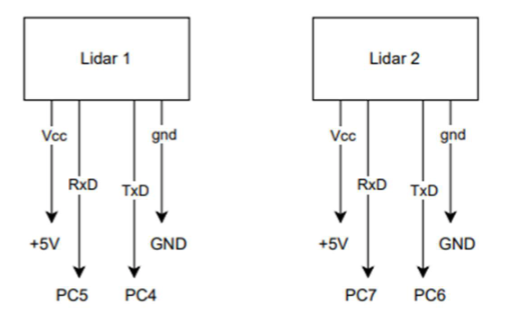 Lidar 1
Lidar 2
Vcc gnd
Vcc gnd
RxD TxD
RxD TxD
+5V GND
+5V GND
PC5 PC4
PC7 PC6